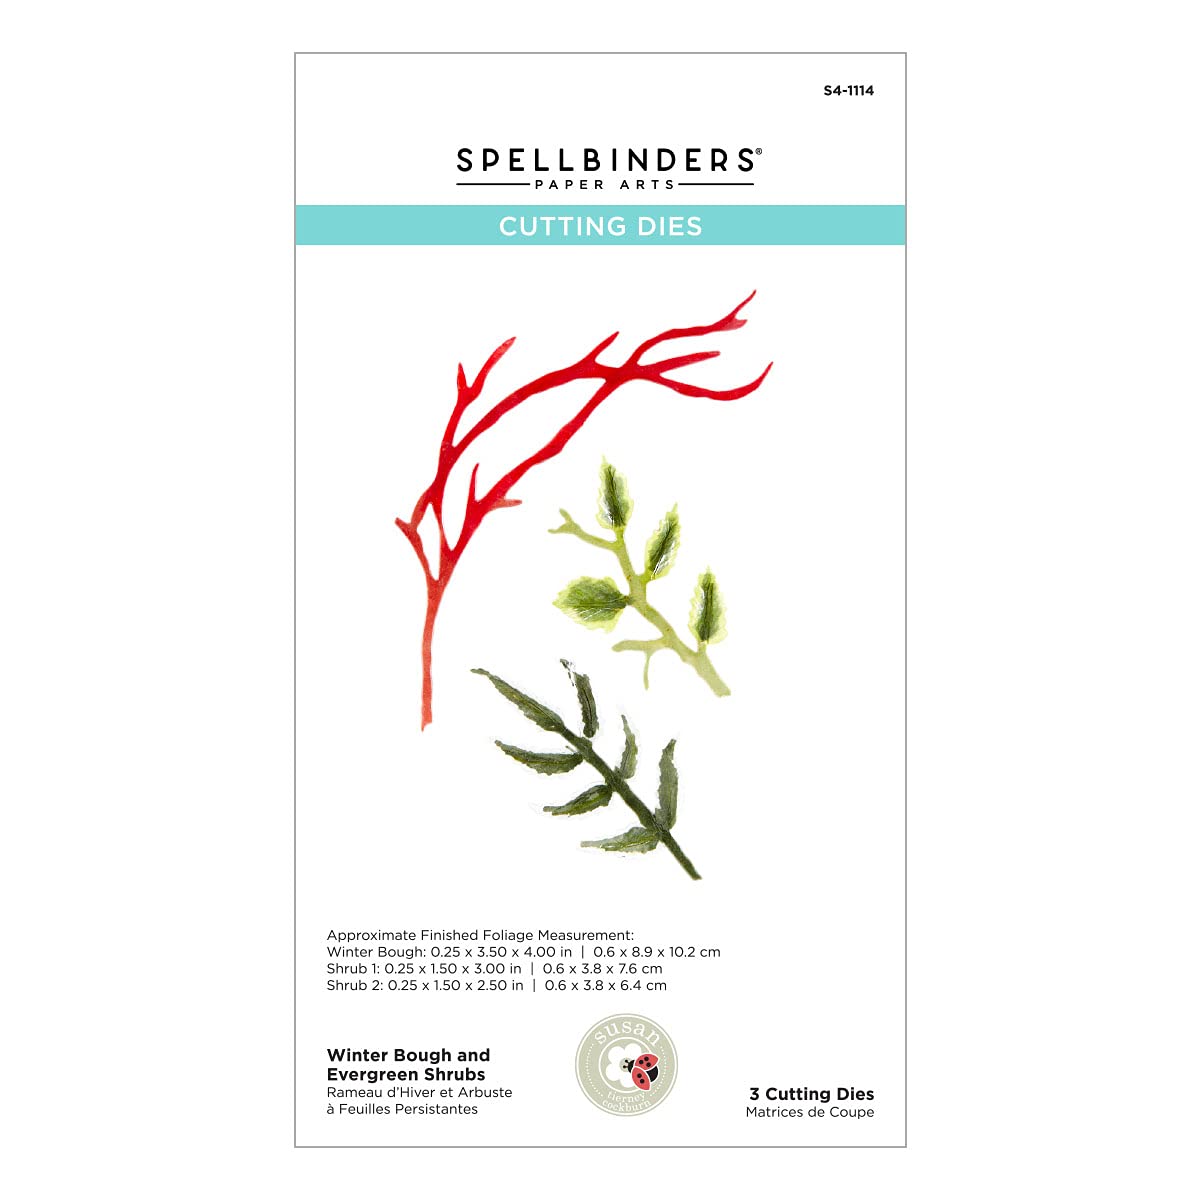 S4-1114
SPELLBINDERS®
PAPER ARTS
CUTTING DIES
Approximate Finished Foliage Measurement:
Winter Bough: 0.25 x 3.50 x 4.00 in | 0.6 x 8.9 x 10.2 cm
Shrub 1: 0.25 x 1.50 x 3.00 in | 0.6 x 3.8 x 7.6 cm
Shrub 2: 0.25 x 1.50 x 2.50 in | 0.6 x 3.8 x 6.4 cm
Winter Bough and
Evergreen Shrubs
Rameau d'Hiver et Arbuste
à Feuilles Persistantes
susan
tierney
cockburn
3 Cutting Dies
Matrices de Coupe